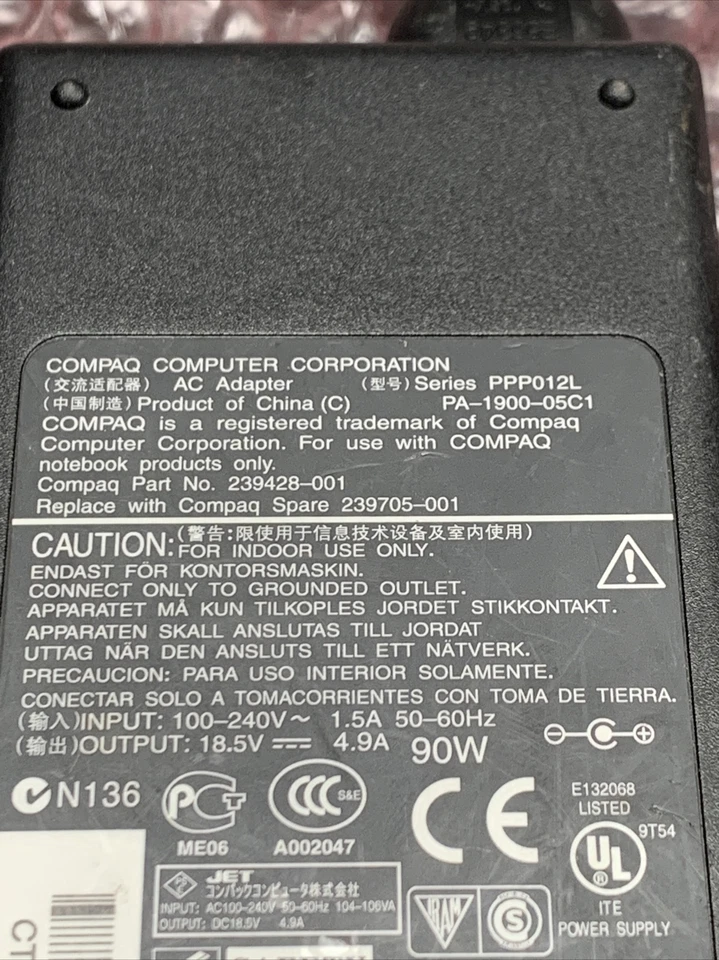 COMPAQ COMPUTER CORPORATION
(交流适配器) AC Adapter (型号) Series PPP012L
(中国制造) Product of China (C) PA-1900-05C1
COMPAQ is a registered trademark of Compaq
Computer Corporation. For use with COMPAQ
notebook products only.
Compaq Part No. 239428-001
Replace with Compaq Spare 239705-001
CAUTION: (警告:限使用于信息技术设备及室内使用)
FOR INDOOR USE ONLY.
ENDAST FÖR KONTORSMASKIN.
CONNECT ONLY TO GROUNDED OUTLET.
APPARATET MÅ KUN TILKOPLES JORDET STIKKONTAKT.
APPARATEN SKALL ANSLUTAS TILL JORDAT
UTTAG NÄR DEN ANSLUTS TILL ETT NÄTVERK.
PRECAUCION: PARA USO INTERIOR SOLAMENTE.
CONECTAR SOLO A TOMACORRIENTES CON TOMA DE TIERRA.
(输入)INPUT: 100-240V~ 1.5A 50-60Hz
(输出)OUTPUT: 18.5V ⎓ 4.9A 90W
N136
PCT
ME06
CCC S&E
A002047
CE
E132068
LISTED
UL 9T54
ITE
POWER SUPPLY
PS
JET
コンパックコンピュータ株式会社
INPUT: AC100-240V 50-60Hz 104-106VA
OUTPUT: DC18.5V 4.9A
IRAM
S
CT